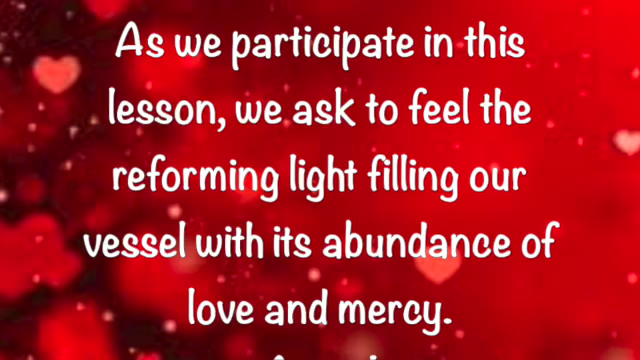 As we participate in this
lesson, we ask to feel the
reforming light filling our
vessel with its abundance of
love and mercy.